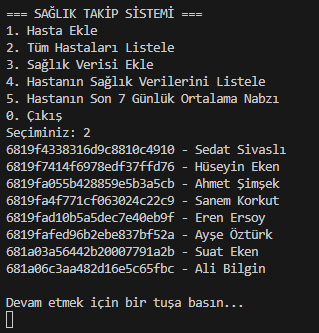 === SAĞLIK TAKİP SİSTEMİ ===
1. Hasta Ekle
2. Tüm Hastaları Listele
3. Sağlık Verisi Ekle
4. Hastanın Sağlık Verilerini Listele
5. Hastanın Son 7 Günlük Ortalama Nabzı
0. Çıkış
Seçiminiz: 2
6819f4338316d9c8810c4910 - Sedat Sivaslı
6819f7414f6978edf37ffd76 - Hüseyin Eken
6819fa055b428859e5b3a5cb - Ahmet Şimşek
6819fa4f771cf063024c22c9 - Sanem Korkut
6819fad10b5a5dec7e40eb9f - Eren Ersoy
6819fafed96b2ebe837bf52a - Ayşe Öztürk
681a03a56442b20007791a2b - Suat Eken
681a06c3aa482d16e5c65fbc - Ali Bilgin
Devam etmek için bir tuşa basın...